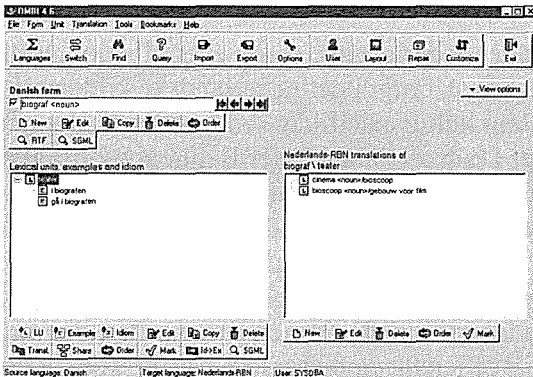 OMBI 4.6
File Form Unit Translation Tools Bookmarks Help
Languages Switch Find Query Import Export Options User Layout Repair Customize Exit
Danish form
View options
biograf <noun>
New Edit Copy Delete Order
RTF SGML
Lexical units, examples and idiom
Nederlands-RBN translations of
biograf \ teater
L teater
E i biografen
E gå i biografen
L cinema <noun>/bioscoop
L bioscoop <noun>/gebouw voor film
LU Example Idiom Edit Copy Delete
New Edit Delete Order Mark
Transl. Share Order Mark Id>Ex SGML
Source language: Danish Target language: Nederlands-RBN User: SYSDBA